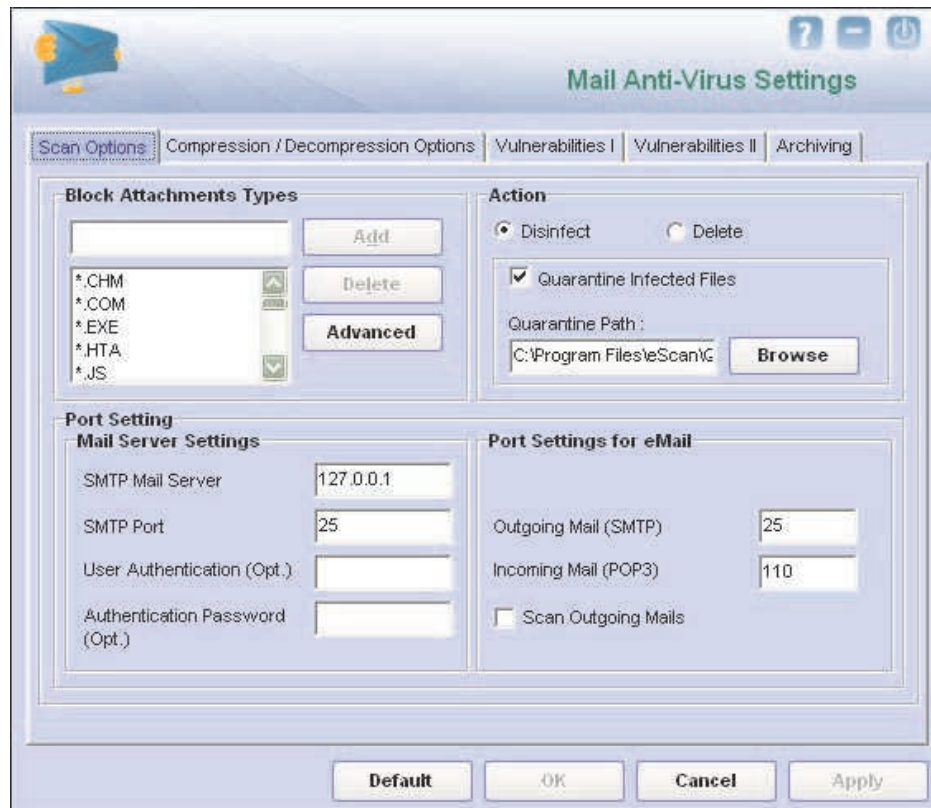 ?
Mail Anti-Virus Settings
Scan Options
Compression / Decompression Options
Vulnerabilities I
Vulnerabilities II
Archiving
Block Attachments Types
Add
*.CHM
*.COM
*.EXE
*.HTA
*.JS
Delete
Advanced
Action
Disinfect
Delete
Quarantine Infected Files
Quarantine Path :
C:\Program Files\eScan\
Browse
Port Setting
Mail Server Settings
SMTP Mail Server
127.0.0.1
SMTP Port
25
User Authentication (Opt.)
Authentication Password
(Opt.)
Port Settings for eMail
Outgoing Mail (SMTP)
25
Incoming Mail (POP3)
110
Scan Outgoing Mails
Default
OK
Cancel
Apply